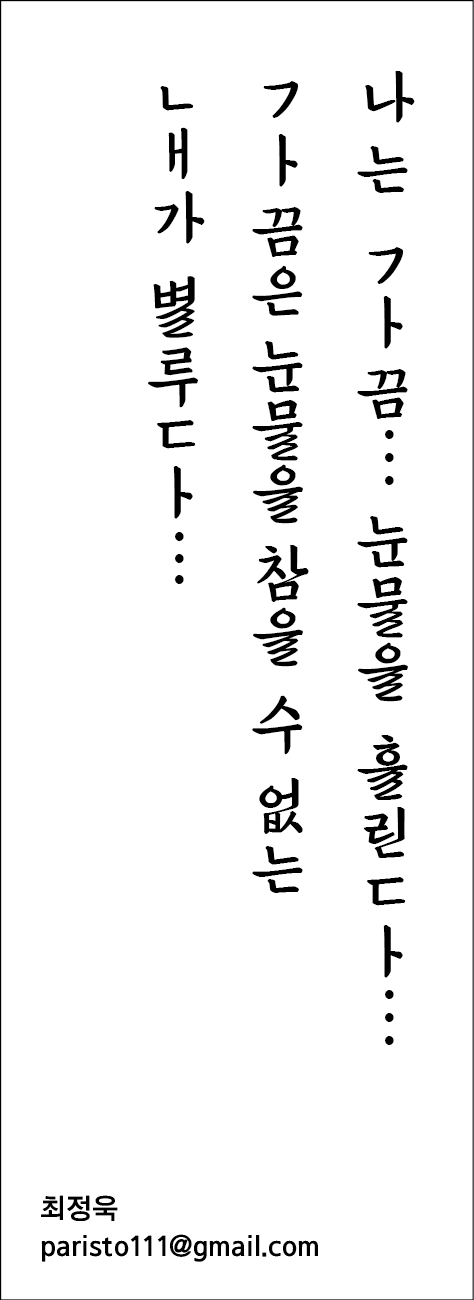 나는 ㄱㅏ끔… 눈물을 흘린ㄷㅏ…
ㄱㅏ끔은 눈물을 참을 수 없는
ㄴㅐ가 별루ㄷㅏ…
최정욱
paristo111@gmail.com